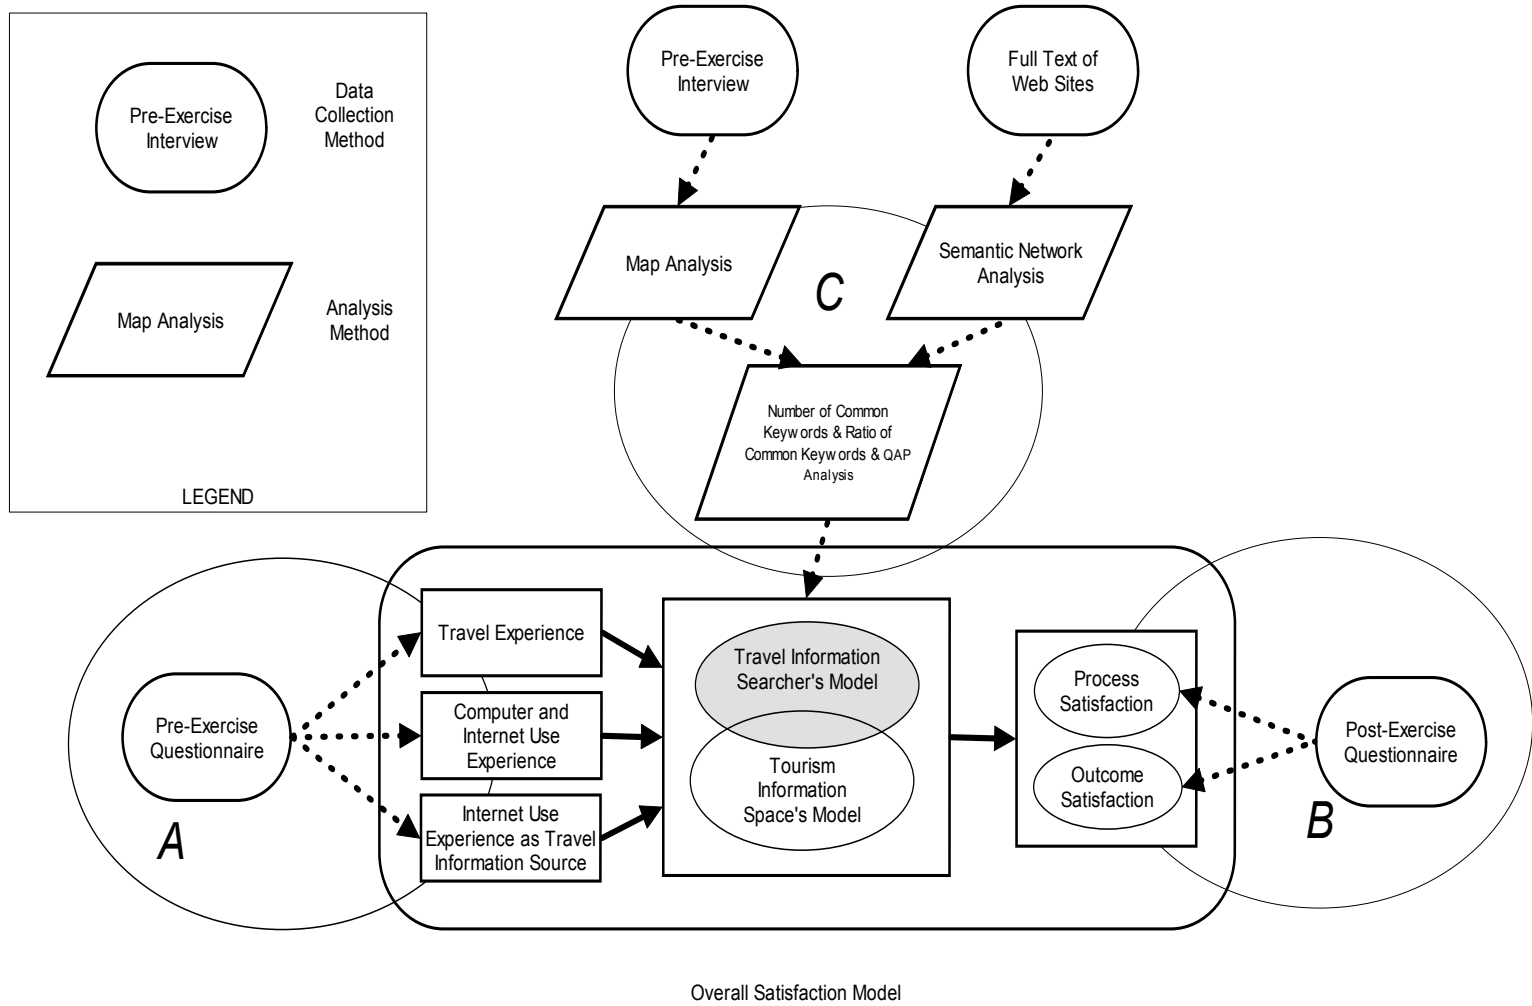 Pre-Exercise
Interview
Data
Collection
Method
Map Analysis
Analysis
Method
LEGEND
Pre-Exercise
Interview
Full Text of
Web Sites
Map Analysis
Semantic Network
Analysis
C
Number of Common
Keywords & Ratio of
Common Keywords & QAP
Analysis
Pre-Exercise
Questionnaire
A
Travel Experience
Computer and
Internet Use
Experience
Internet Use
Experience as Travel
Information Source
Travel Information
Searcher's Model
Tourism
Information
Space's Model
Process
Satisfaction
Outcome
Satisfaction
Post-Exercise
Questionnaire
B
Overall Satisfaction Model